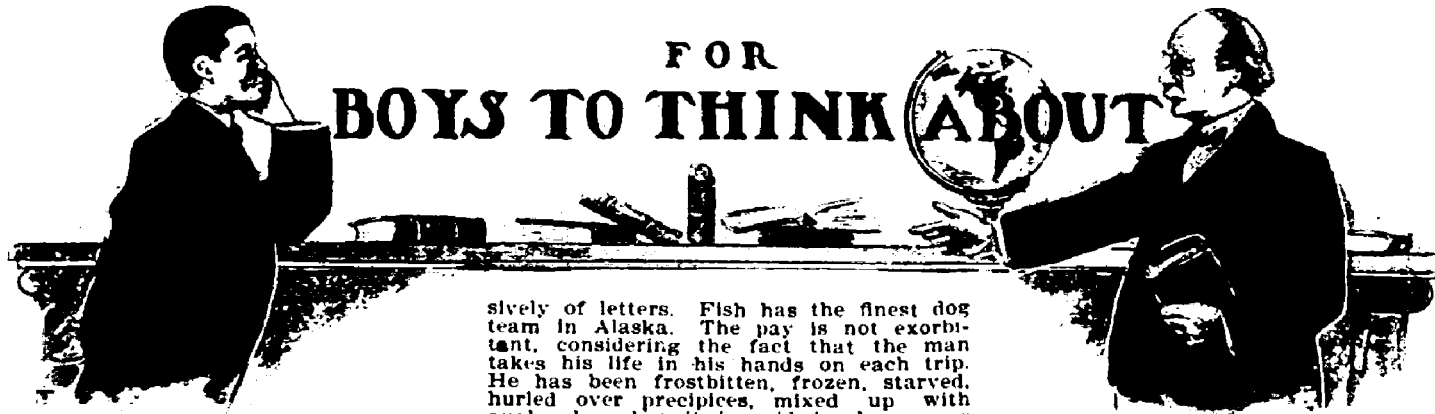 FOR
BOYS TO THINK ABOUT
sively of letters. Fish has the finest dog
team in Alaska. The pay is not exorbi-
tant, considering the fact that the man
takes his life in his hands on each trip.
He has been frostbitten, frozen, starved,
hurled over precipices, mixed up with